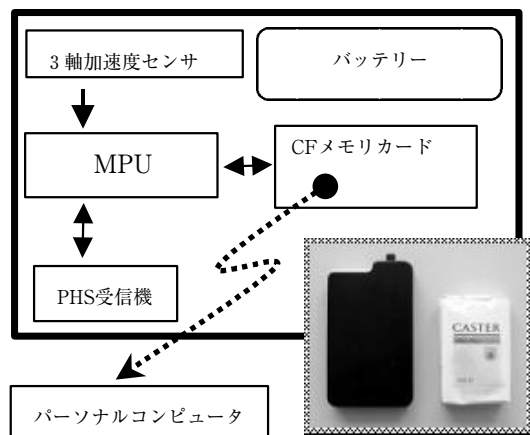 3 軸加速度センサ
バッテリー
MPU
CFメモリカード
PHS受信機
CASTER
パーソナルコンピュータ